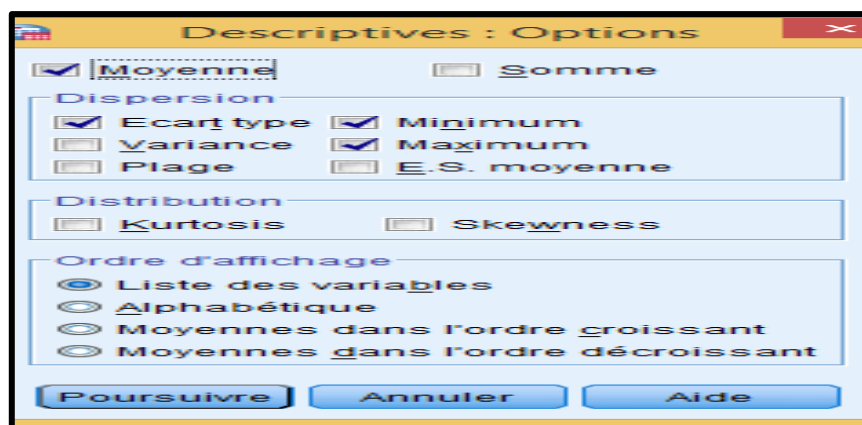 Descriptives : Options
Moyenne Somme
Dispersion
Ecart type Minimum
Variance Maximum
Plage E.S. moyenne
Distribution
Kurtosis Skewness
Ordre d'affichage
Liste des variables
Alphabétique
Moyennes dans l'ordre croissant
Moyennes dans l'ordre décroissant
Poursuivre Annuler Aide